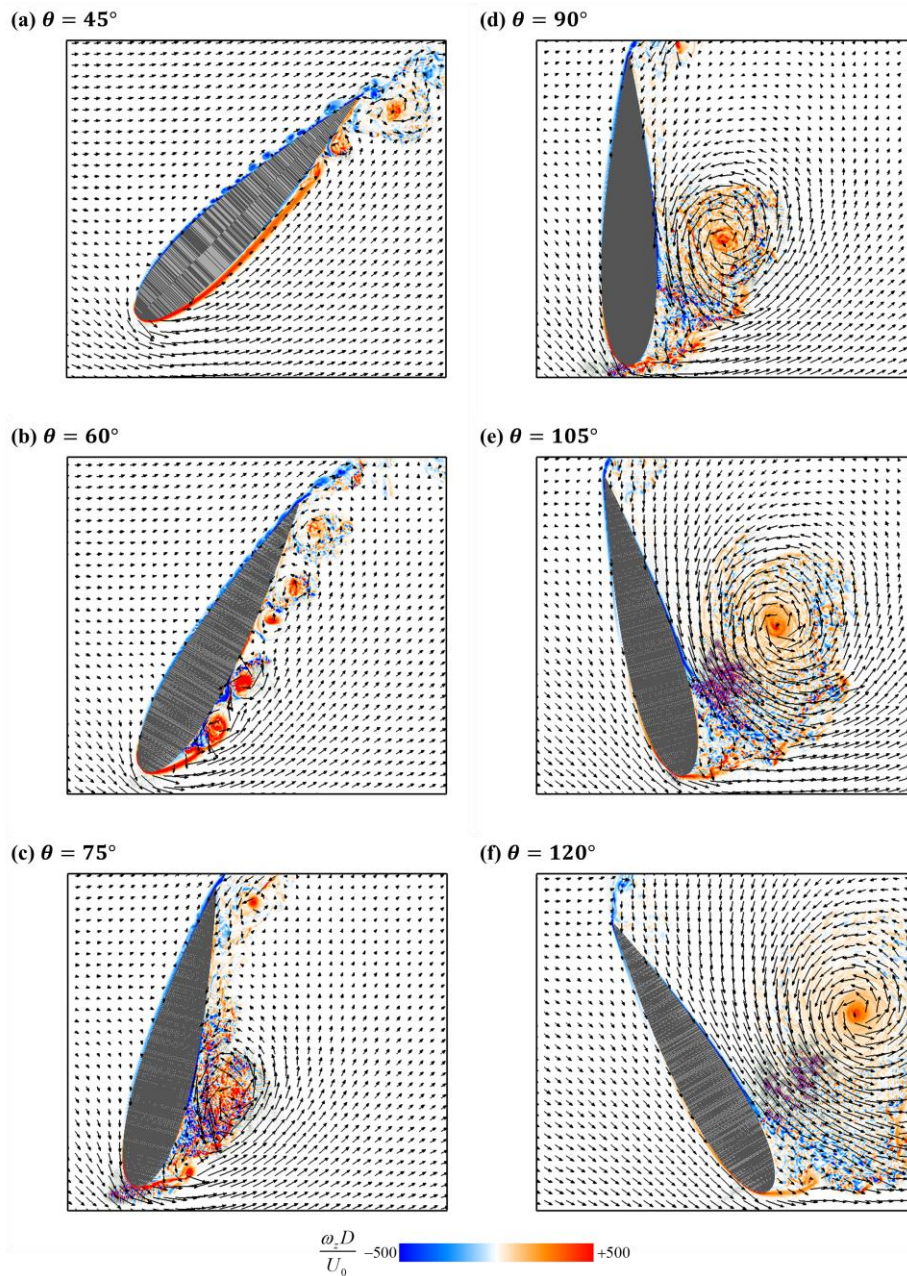 (a) θ = 45°
(d) θ = 90°
(b) θ = 60°
(e) θ = 105°
(c) θ = 75°
(f) θ = 120°
ω_z D / U_0 −500 +500